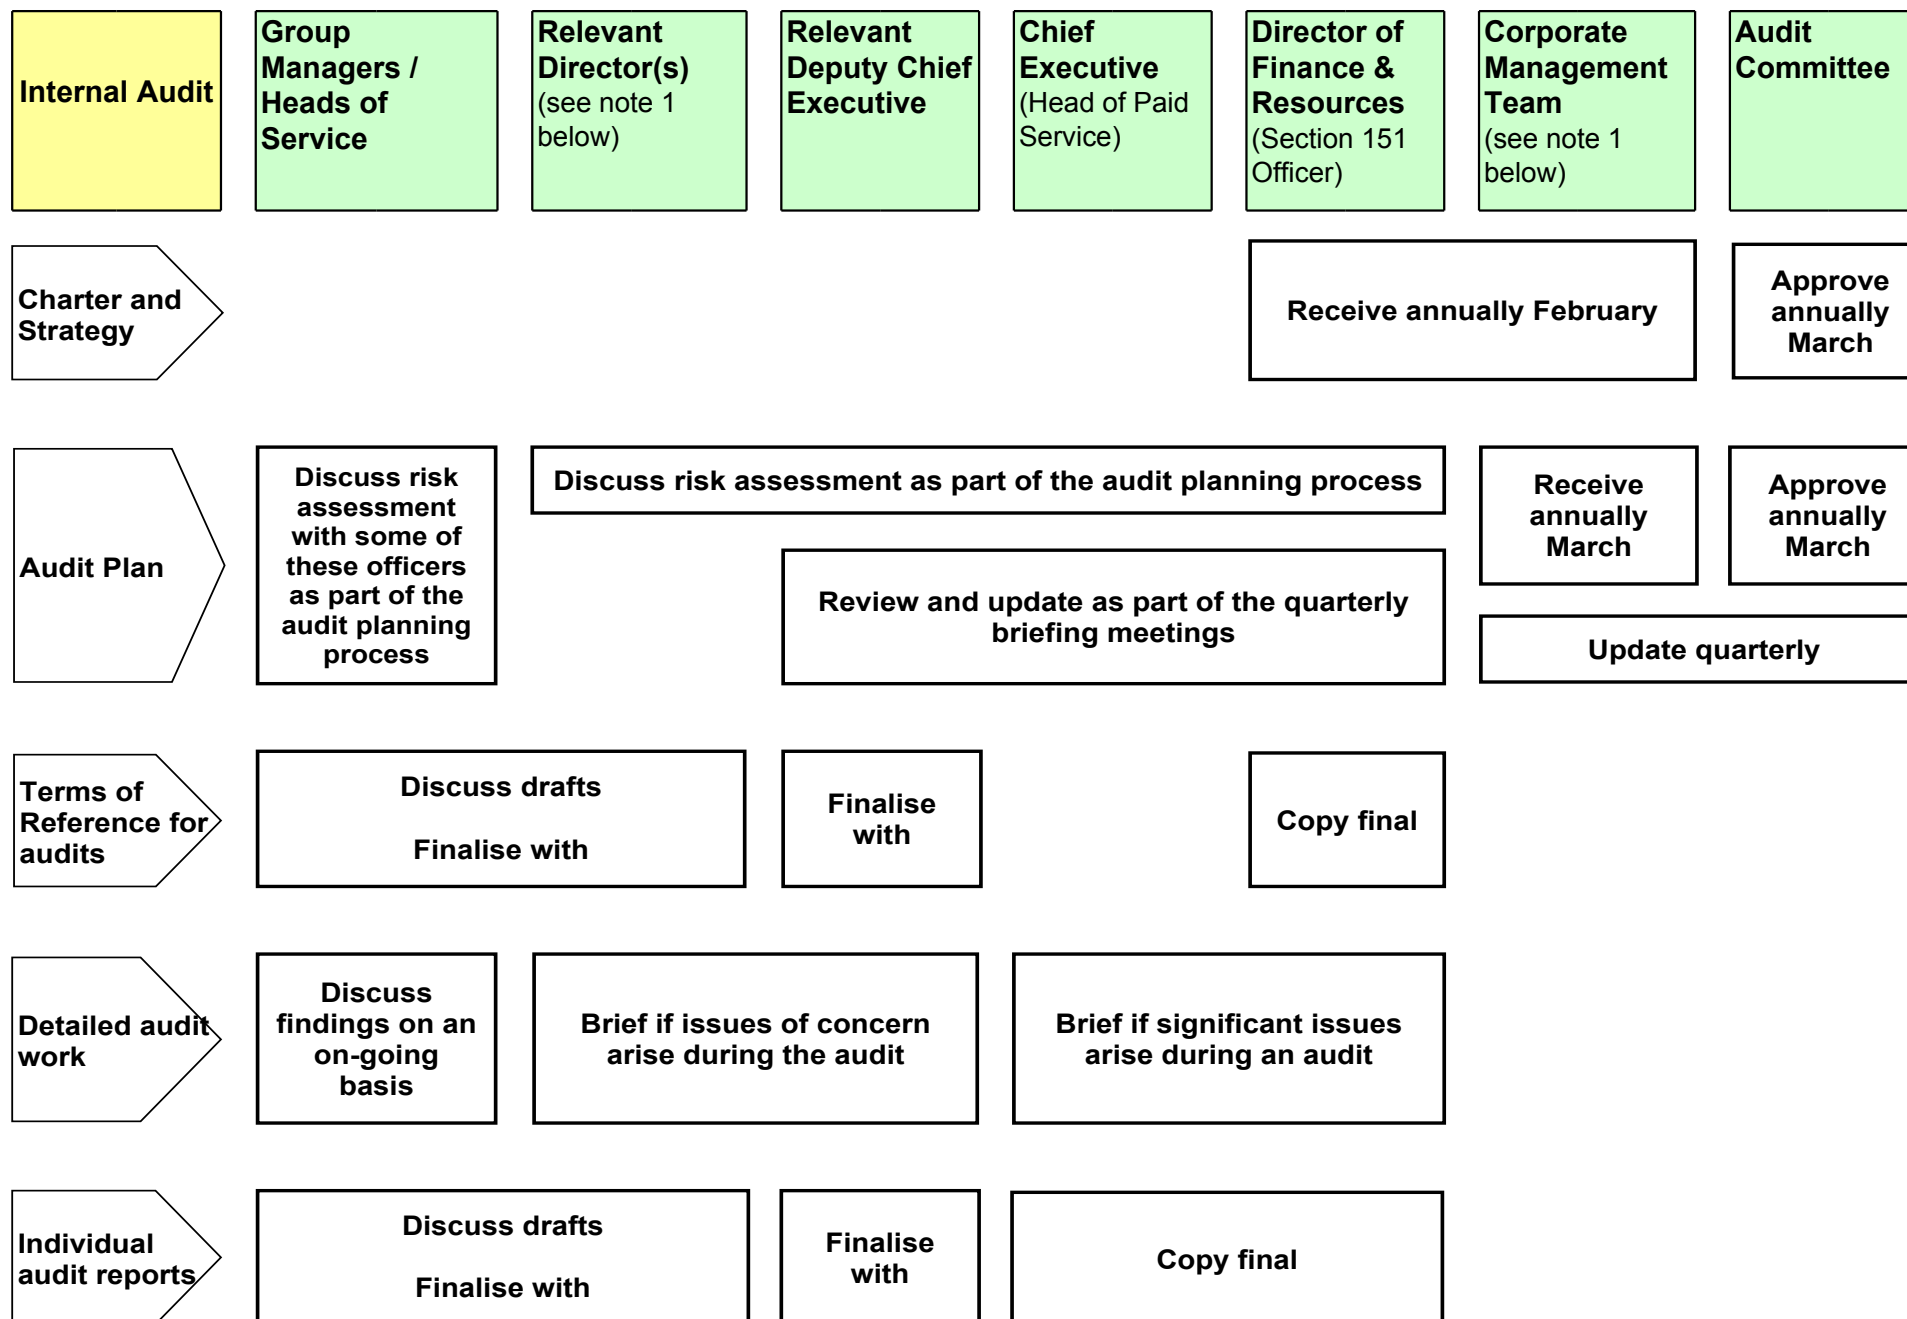 Internal Audit
Group
Managers /
Heads of
Service
Relevant
Director(s)
(see note 1
below)
Relevant
Deputy Chief
Executive
Chief
Executive
(Head of Paid
Service)
Director of
Finance &
Resources
(Section 151
Officer)
Corporate
Management
Team
(see note 1
below)
Audit
Committee
Charter and
Strategy
Receive annually February
Approve
annually
March
Audit Plan
Discuss risk
assessment
with some of
these officers
as part of the
audit planning
process
Discuss risk assessment as part of the audit planning process
Review and update as part of the quarterly
briefing meetings
Receive
annually
March
Approve
annually
March
Update quarterly
Terms of
Reference for
audits
Discuss drafts
Finalise with
Finalise
with
Copy final
Detailed audit
work
Discuss
findings on an
on-going
basis
Brief if issues of concern
arise during the audit
Brief if significant issues
arise during an audit
Individual
audit reports
Discuss drafts
Finalise with
Finalise
with
Copy final